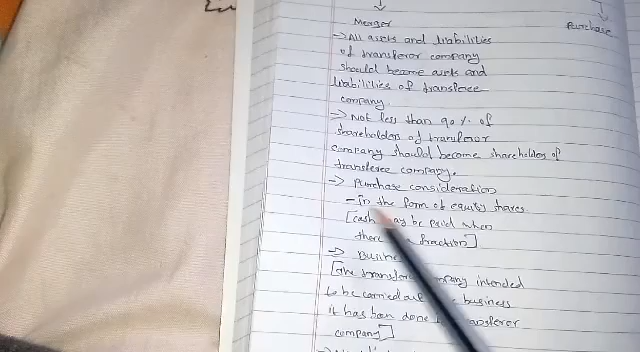 Merger
Purchase
→ All assets and liabilities
of transferor company
should become assets and
liabilities of transferee
company.
→ Not less than 90% of
shareholders of transferor
company should become shareholders of
transferee company.
→ Purchase consideration
- In the form of equity shares
[cash may be paid when
there fraction]
→ Busine
[the transfere company intended
to be carried business
it has been done transferor
company]